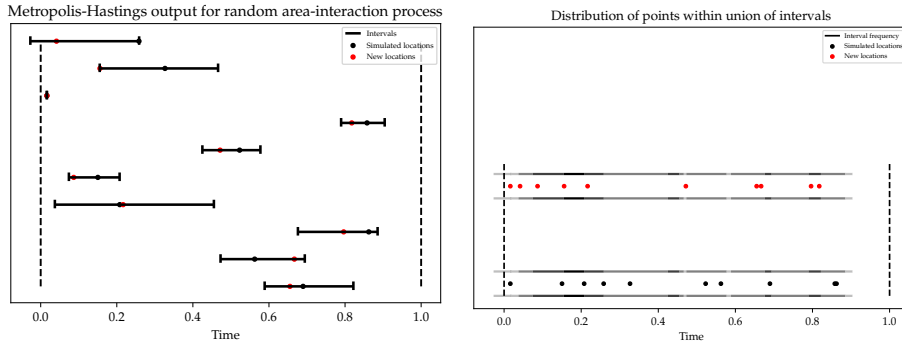 Metropolis-Hastings output for random area-interaction process
Intervals
Simulated locations
New locations
0.0 0.2 0.4 0.6 0.8 1.0
Time
Distribution of points within union of intervals
Interval frequency
Simulated locations
New locations
0.0 0.2 0.4 0.6 0.8 1.0
Time